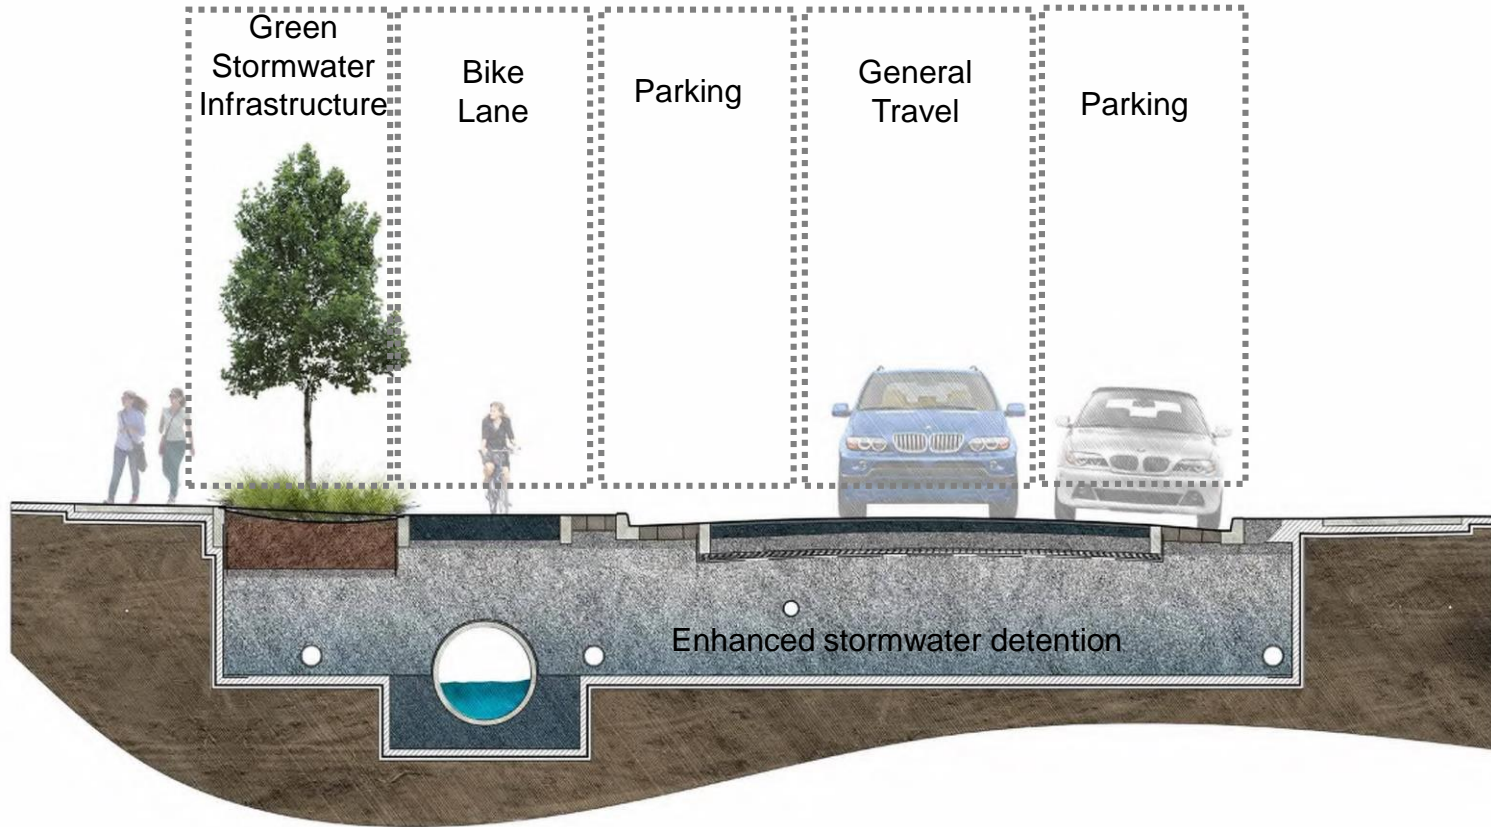 Green
Stormwater
Infrastructure
Bike
Lane
Parking
General
Travel
Parking
Enhanced stormwater detention